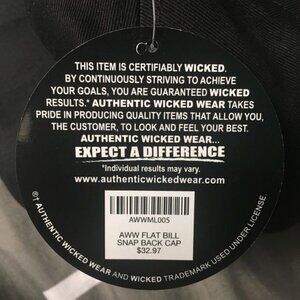 THIS ITEM IS CERTIFIABLY WICKED.
BY CONTINUOUSLY STRIVING TO ACHIEVE
YOUR GOALS, YOU ARE GUARANTEED WICKED
RESULTS.* AUTHENTIC WICKED WEAR TAKES
PRIDE IN PRODUCING QUALITY ITEMS THAT ALLOW YOU,
THE CUSTOMER, TO LOOK AND FEEL YOUR BEST.
AUTHENTIC WICKED WEAR...
EXPECT A DIFFERENCE
*Individual results may vary.
www.authenticwickedwear.com
AWWML005
AWW FLAT BILL
SNAP BACK CAP
$32.97
®† AUTHENTIC WICKED WEAR AND WICKED TRADEMARK USED UNDER LICENSE.